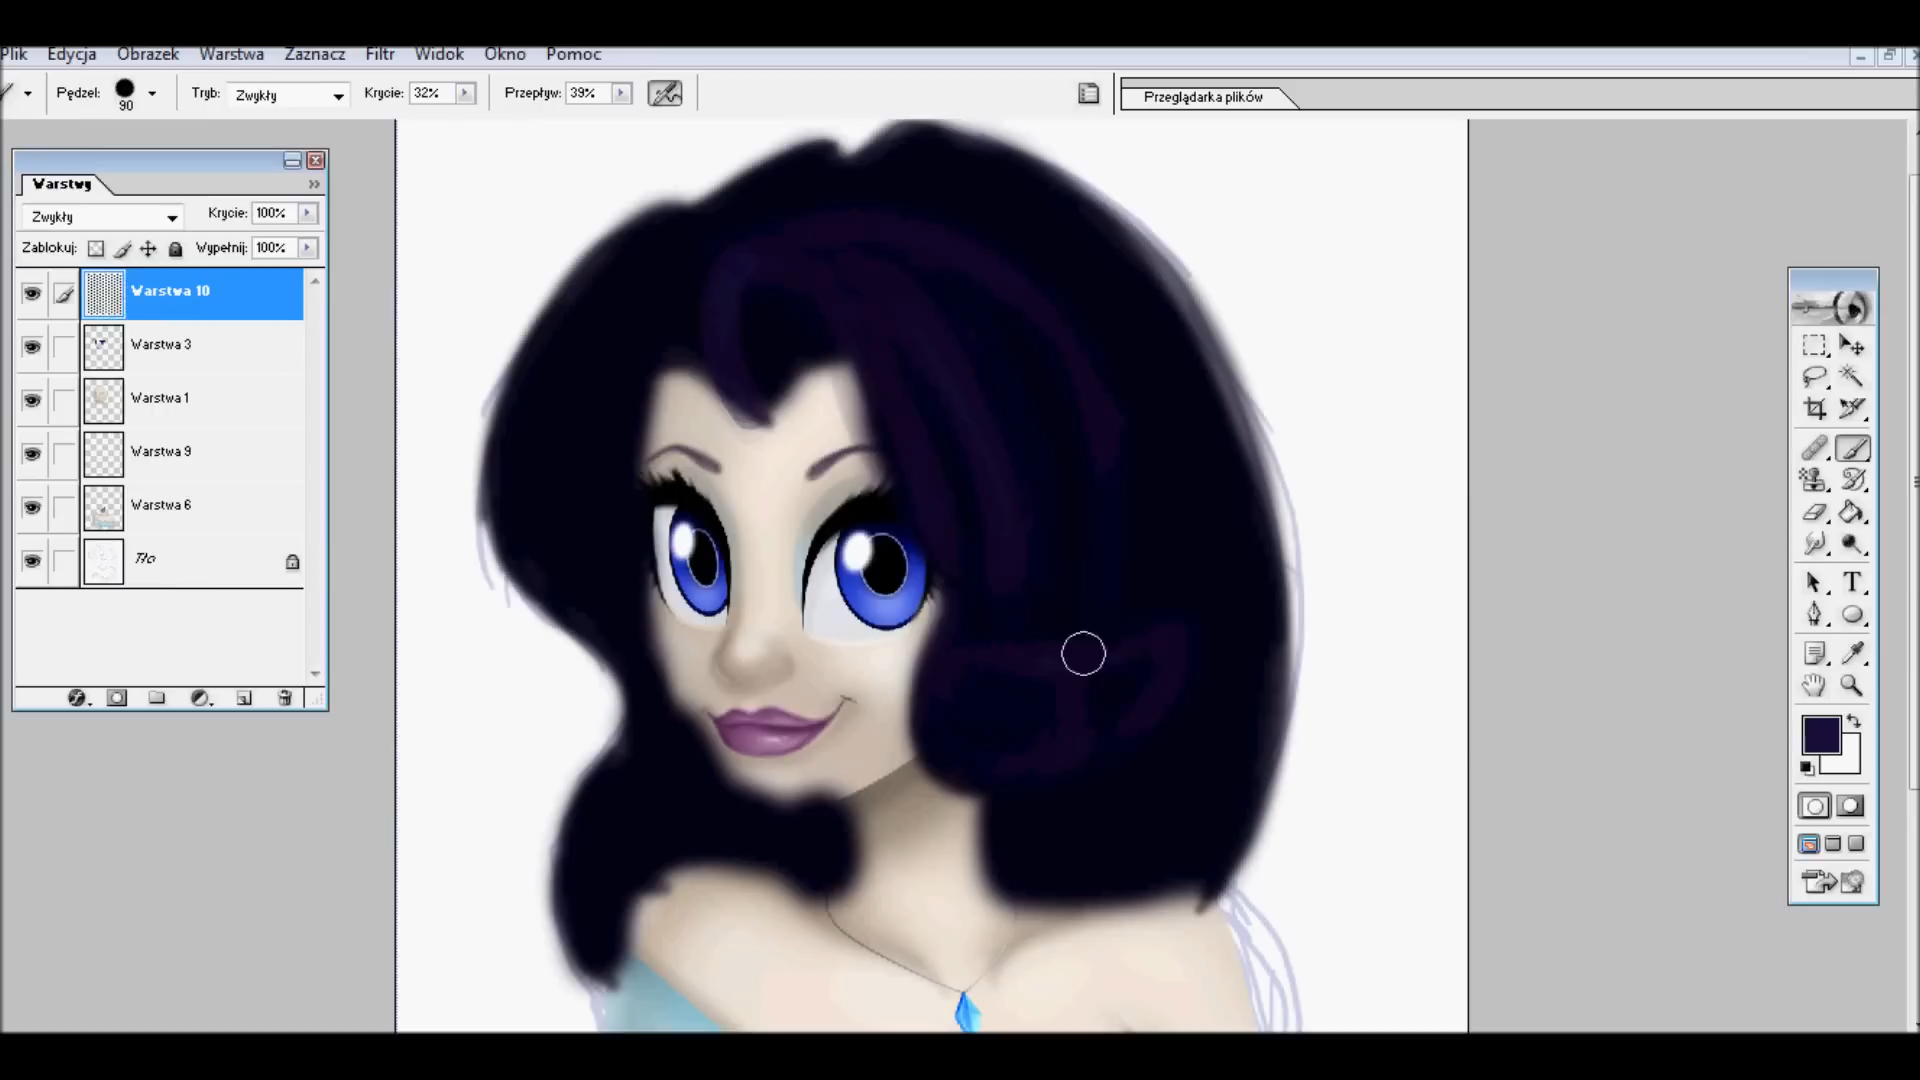 Plik Edycja Obrazek Warstwa Zaznacz Filtr Widok Okno Pomoc
Pędzel: 90 Tryb: Zwykły Krycie: 32% Przepływ: 39% Przeglądarka plików
Warstwy
Zwykły Krycie: 100%
Zablokuj: Wypełnij: 100%
Warstwa 10
Warstwa 3
Warstwa 1
Warstwa 9
Warstwa 6
Tło